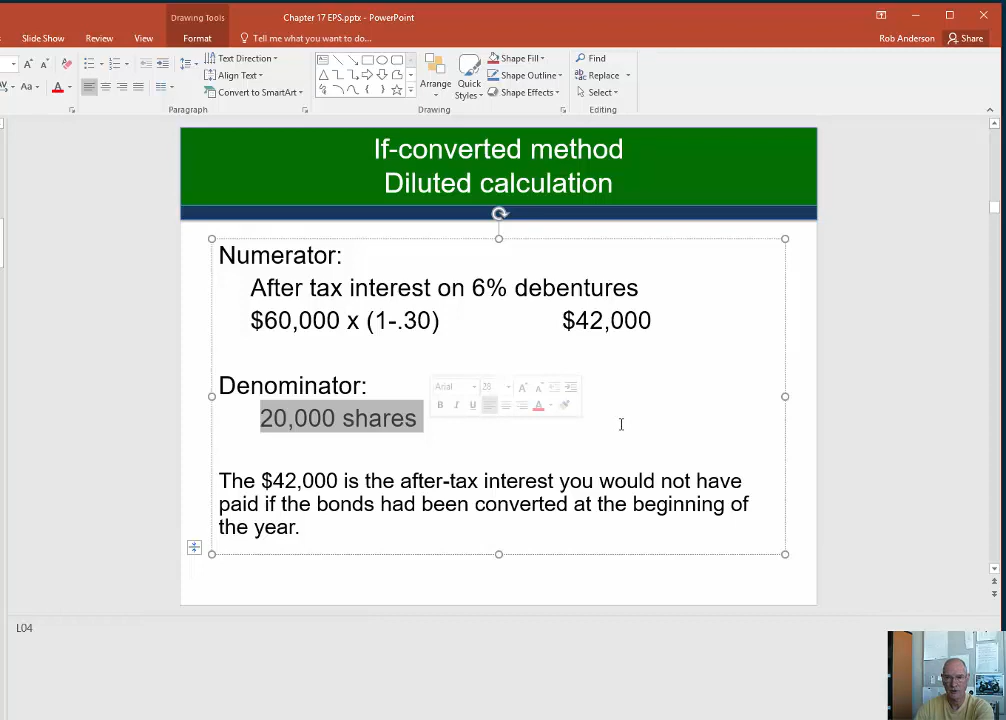 Drawing Tools
Chapter 17 EPS.pptx - PowerPoint
Slide Show Review View Format Tell me what you want to do...
Rob Anderson Share
Text Direction
Align Text
Convert to SmartArt
Aa
A
Paragraph
Arrange
Quick Styles
Shape Fill
Shape Outline
Shape Effects
Drawing
Find
Replace
Select
Editing
If-converted method
Diluted calculation
Numerator:
After tax interest on 6% debentures
$60,000 x (1-.30) $42,000
Denominator:
Arial 28
B I U A
20,000 shares
The $42,000 is the after-tax interest you would not have
paid if the bonds had been converted at the beginning of
the year.
L04